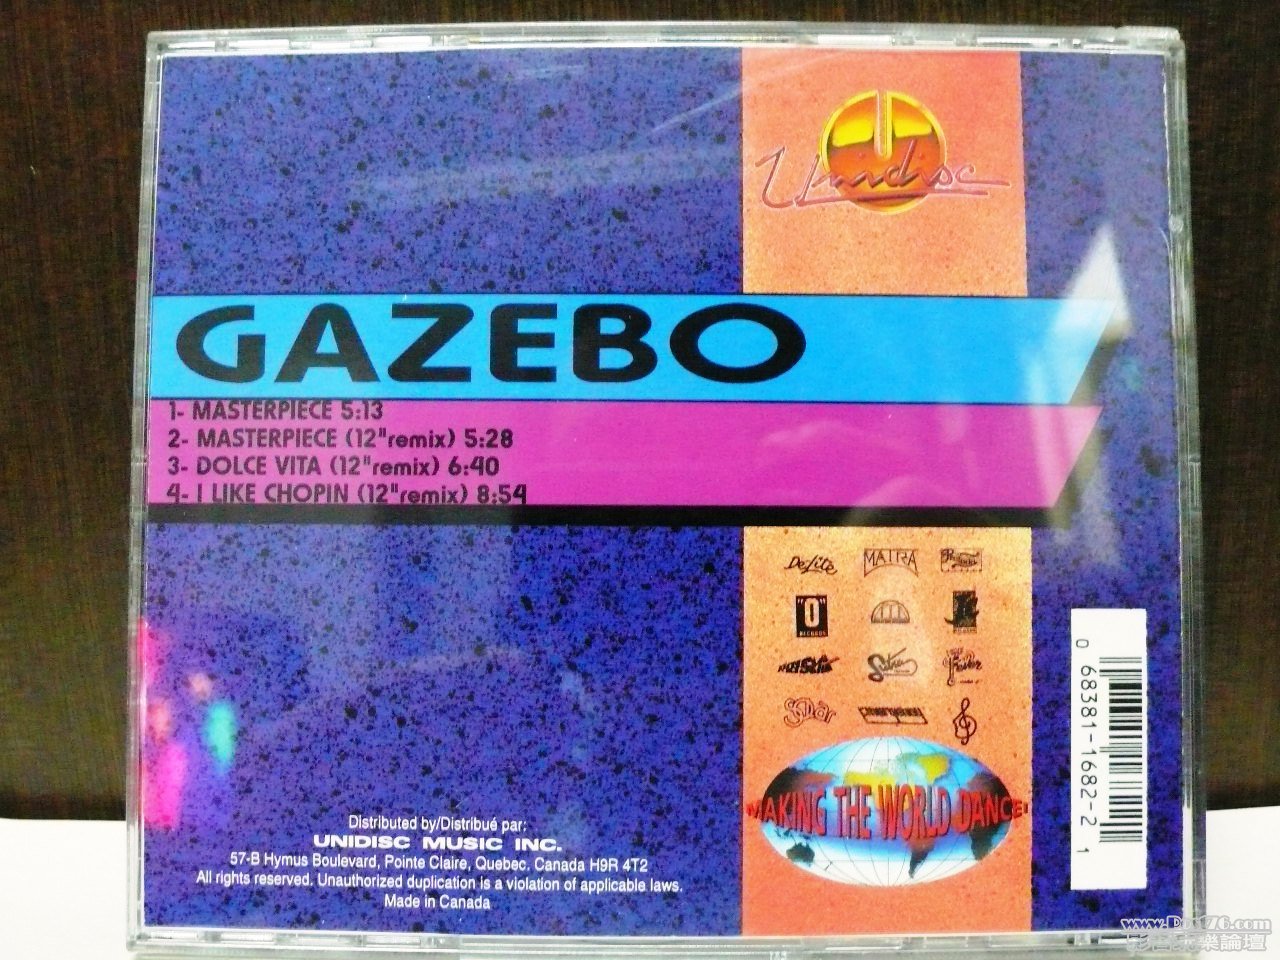 Unidisc
GAZEBO
1- MASTERPIECE 5:13
2- MASTERPIECE (12"remix) 5:28
3- DOLCE VITA (12"remix) 6:40
4- I LIKE CHOPIN (12"remix) 8:54
De-Lite
MATRA
"O"
RECORDS
MAKING THE WORLD DANCE!
Distributed by/Distribué par:
UNIDISC MUSIC INC.
57-B Hymus Boulevard, Pointe Claire, Quebec. Canada H9R 4T2
All rights reserved. Unauthorized duplication is a violation of applicable laws.
Made in Canada
0 68381-1682-2 1